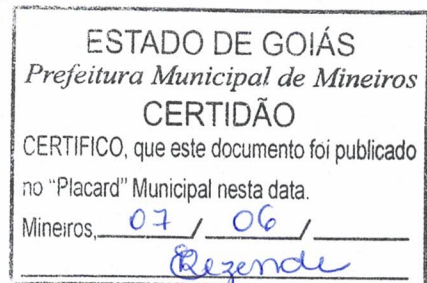 ESTADO DE GOIÁS
Prefeitura Municipal de Mineiros
CERTIDÃO
CERTIFICO, que este documento foi publicado
no "Placard" Municipal nesta data.
Mineiros, 07 / 06 /
Rezende